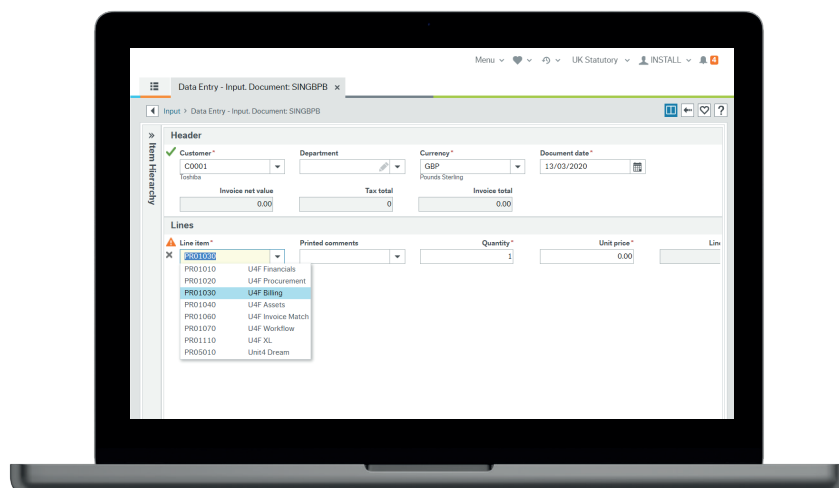 Menu UK Statutory INSTALL 4
Data Entry - Input. Document: SINGBPB ×
Input > Data Entry - Input. Document: SINGBPB ?
» Item Hierarchy
Header
Customer* Department Currency* Document date*
C0001 GBP 13/03/2020
Toshiba Pounds Sterling
Invoice net value Tax total Invoice total
0.00 0 0.00
Lines
Line item* Printed comments Quantity* Unit price* Line
PR01030 1 0.00
PR01010 U4F Financials
PR01020 U4F Procurement
PR01030 U4F Billing
PR01040 U4F Assets
PR01060 U4F Invoice Match
PR01070 U4F Workflow
PR01110 U4F XL
PR05010 Unit4 Dream